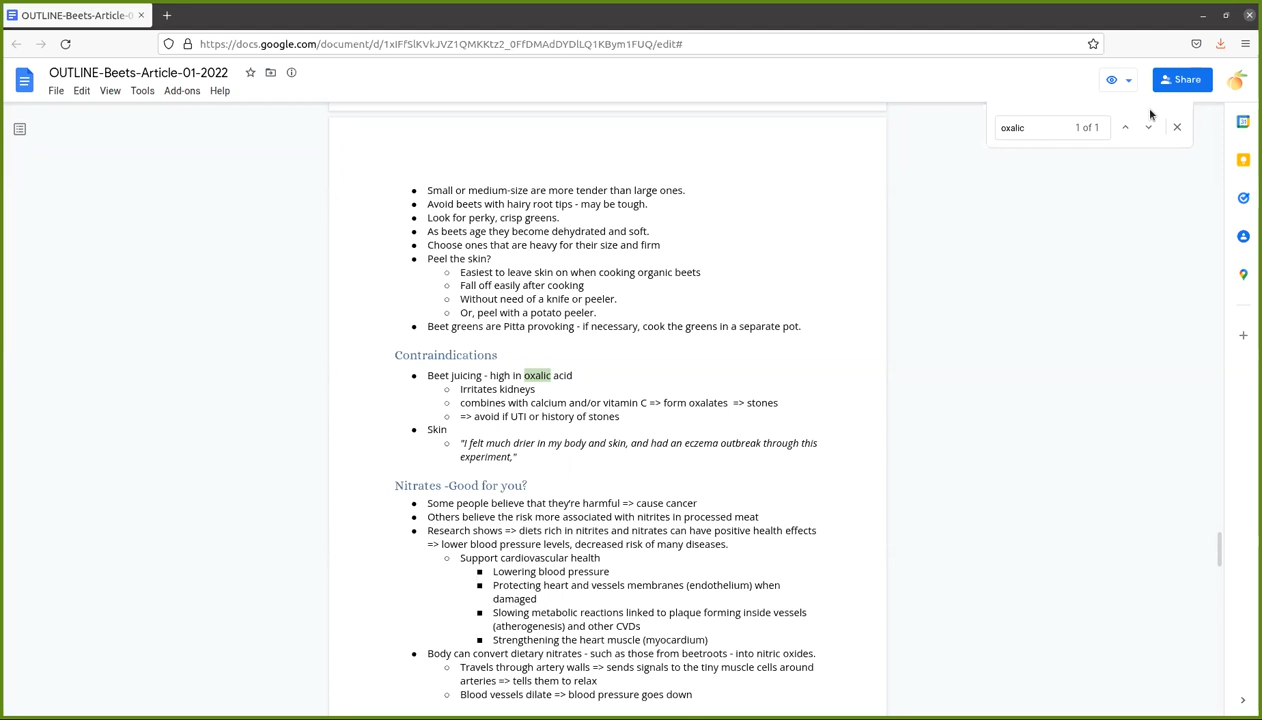 OUTLINE-Beets-Article-0
https://docs.google.com/document/d/1xIFfSlKVkJVZ1QMKKtz2_0FfDMAdDYDlLQ1KBym1FUQ/edit#
OUTLINE-Beets-Article-01-2022
Share
File Edit View Tools Add-ons Help
oxalic 1 of 1
● Small or medium-size are more tender than large ones.
● Avoid beets with hairy root tips - may be tough.
● Look for perky, crisp greens.
● As beets age they become dehydrated and soft.
● Choose ones that are heavy for their size and firm
● Peel the skin?
○ Easiest to leave skin on when cooking organic beets
○ Fall off easily after cooking
○ Without need of a knife or peeler.
○ Or, peel with a potato peeler.
● Beet greens are Pitta provoking - if necessary, cook the greens in a separate pot.
Contraindications
● Beet juicing - high in oxalic acid
○ Irritates kidneys
○ combines with calcium and/or vitamin C => form oxalates => stones
○ => avoid if UTI or history of stones
● Skin
○ "I felt much drier in my body and skin, and had an eczema outbreak through this
experiment,"
Nitrates -Good for you?
● Some people believe that they're harmful => cause cancer
● Others believe the risk more associated with nitrites in processed meat
● Research shows => diets rich in nitrites and nitrates can have positive health effects
=> lower blood pressure levels, decreased risk of many diseases.
○ Support cardiovascular health
■ Lowering blood pressure
■ Protecting heart and vessels membranes (endothelium) when
damaged
■ Slowing metabolic reactions linked to plaque forming inside vessels
(atherogenesis) and other CVDs
■ Strengthening the heart muscle (myocardium)
● Body can convert dietary nitrates - such as those from beetroots - into nitric oxides.
○ Travels through artery walls => sends signals to the tiny muscle cells around
arteries => tells them to relax
○ Blood vessels dilate => blood pressure goes down